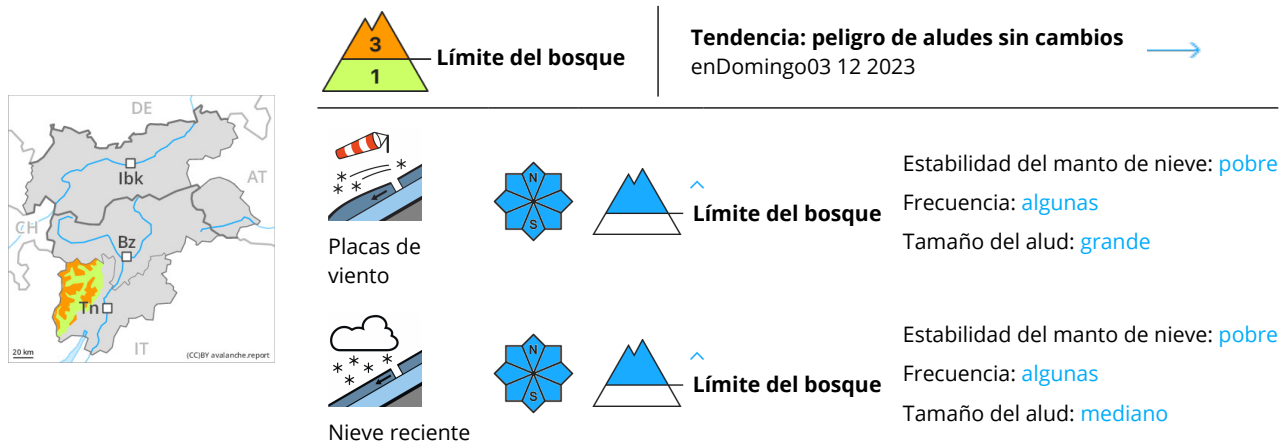 3
1
Límite del bosque
Tendencia: peligro de aludes sin cambios
enDomingo03 12 2023
DE
AT
CH
Ibk
Bz
Tn
IT
20 km
(CC)BY avalanche.report
Placas de
viento
N
S
Límite del bosque
Estabilidad del manto de nieve: pobre
Frecuencia: algunas
Tamaño del alud: grande
Nieve reciente
N
S
Límite del bosque
Estabilidad del manto de nieve: pobre
Frecuencia: algunas
Tamaño del alud: mediano